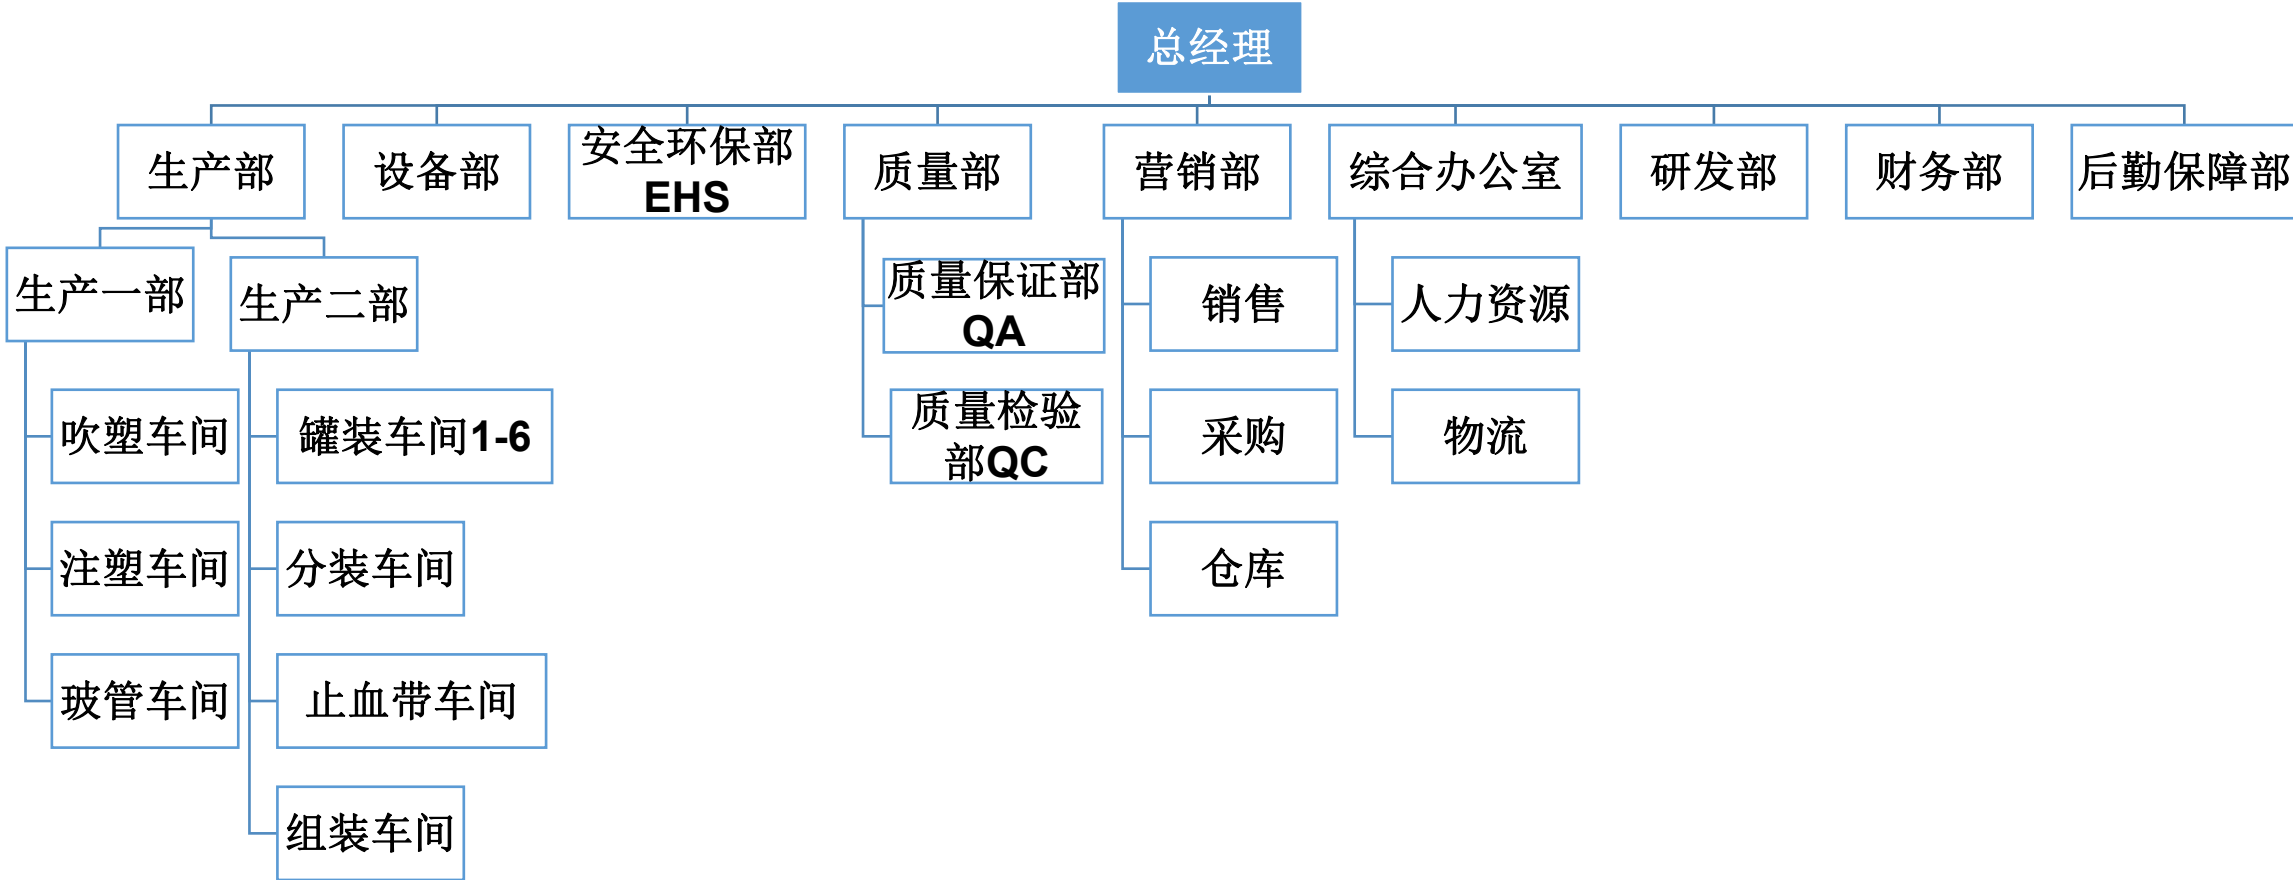 总经理
生产部
设备部
安全环保部
EHS
质量部
营销部
综合办公室
研发部
财务部
后勤保障部
生产一部
生产二部
质量保证部
QA
销售
人力资源
吹塑车间
罐装车间1-6
质量检验
部QC
采购
物流
注塑车间
分装车间
仓库
玻管车间
止血带车间
组装车间